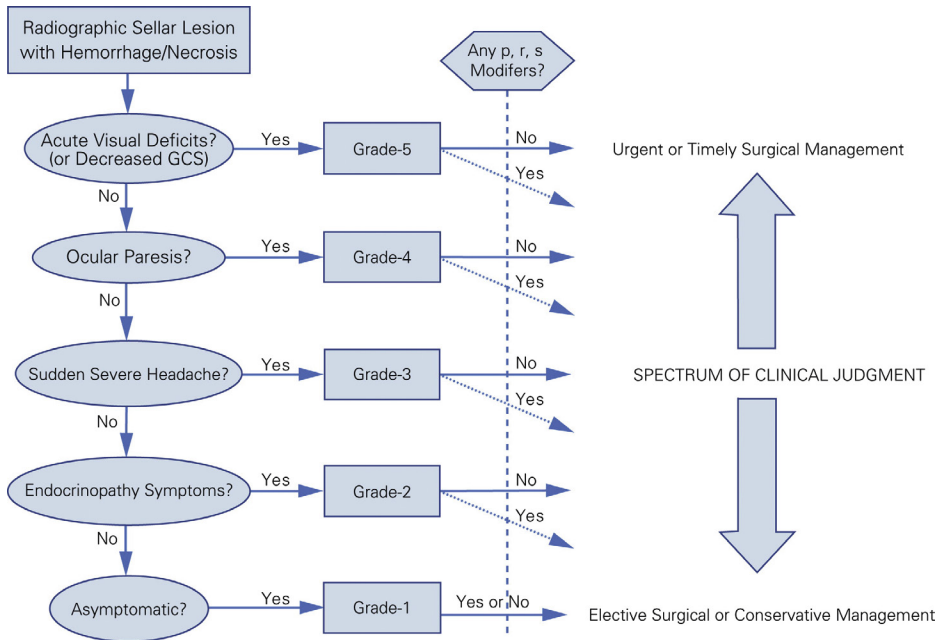 Radiographic Sellar Lesion
with Hemorrhage/Necrosis
Any p, r, s
Modifers?
Acute Visual Deficits?
(or Decreased GCS)
Yes
Grade-5
No
Yes
Urgent or Timely Surgical Management
No
Ocular Paresis?
Yes
Grade-4
No
Yes
No
Sudden Severe Headache?
Yes
Grade-3
No
Yes
SPECTRUM OF CLINICAL JUDGMENT
No
Endocrinopathy Symptoms?
Yes
Grade-2
No
Yes
No
Asymptomatic?
Yes
Grade-1
Yes or No
Elective Surgical or Conservative Management